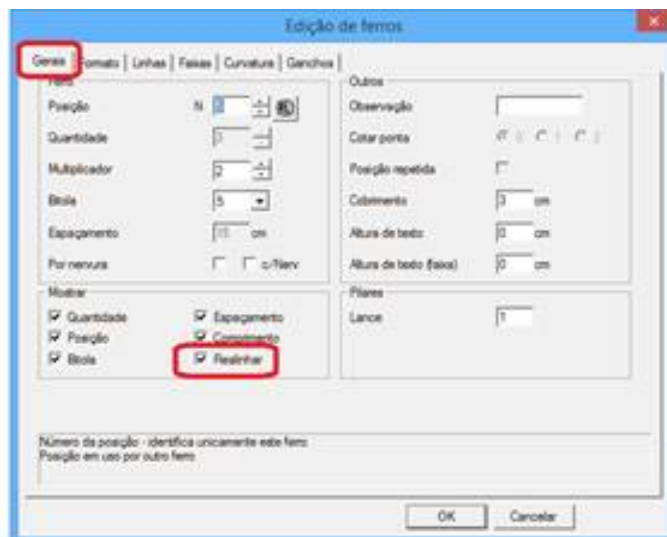 Edição de ferros
Gerais Formato Linhas Faixas Curvatura Ganchos
Ferro
Posição N
Quantidade
Multiplicador 2
Bitola 5
Espaçamento cm
Por nervura c/Nerv
Mostrar
Quantidade Espaçamento
Posição Comprimento
Bitola Realinhar
Outros
Observação
Cotar ponta
Posição repetida
Cobrimento 3 cm
Altura de texto 0 cm
Altura de texto (faixa) 0 cm
Pilares
Lance 1
Número da posição - identifica unicamente este ferro
Posição em uso por outro ferro
OK Cancelar